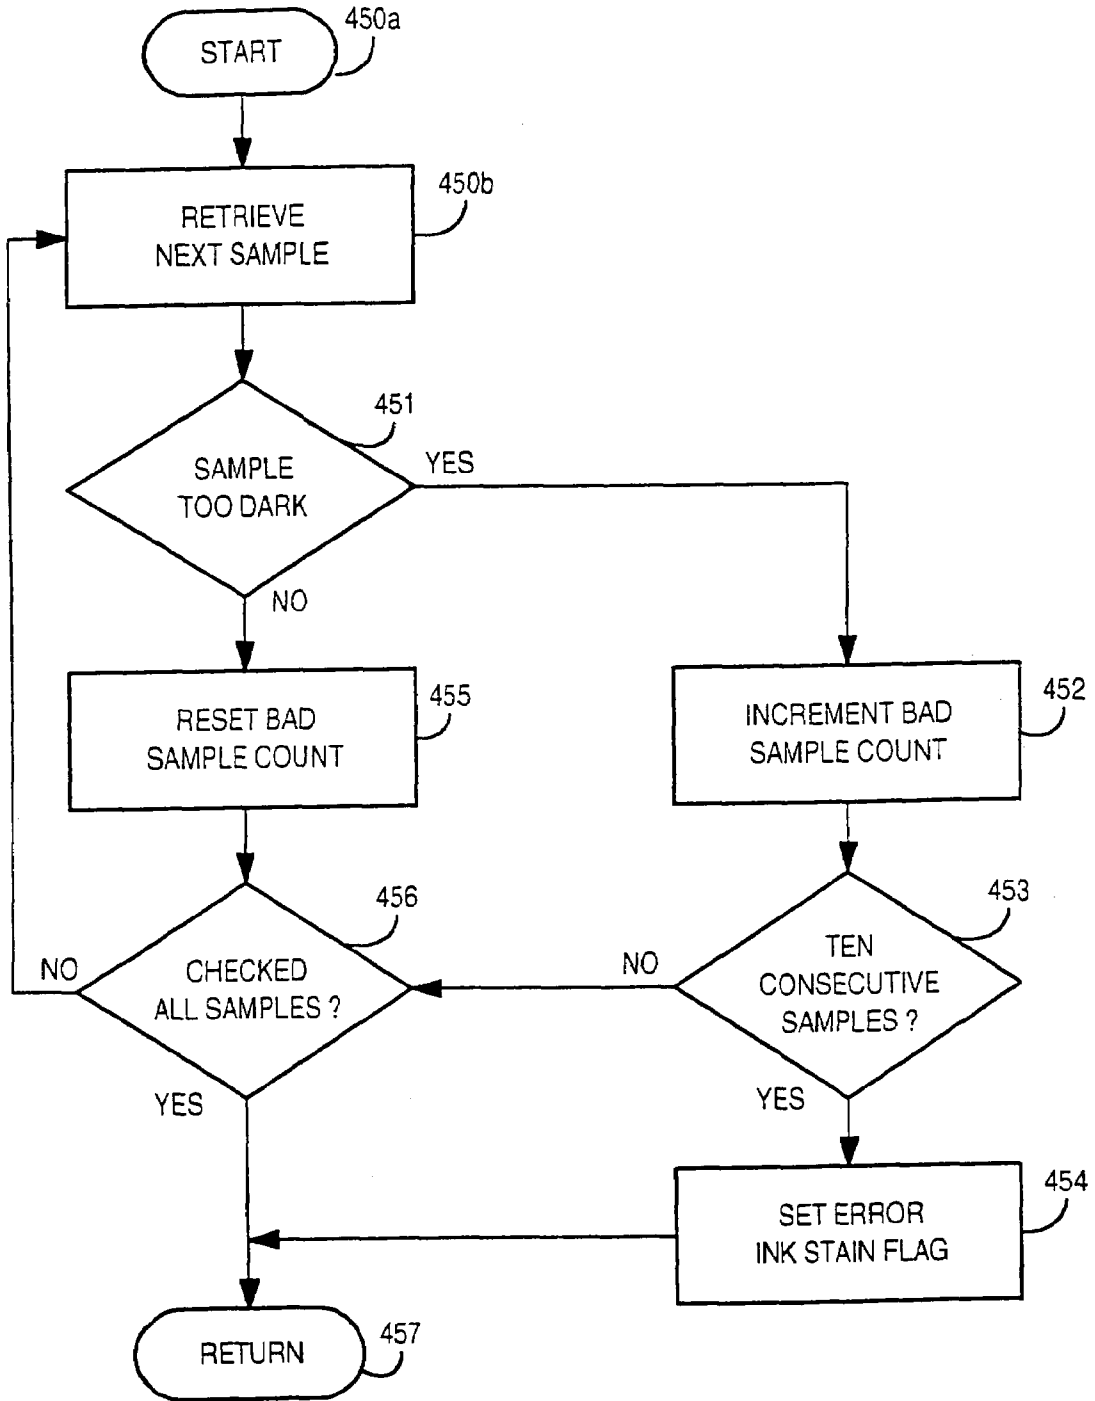 450a
START
450b
RETRIEVE
NEXT SAMPLE
451
SAMPLE
TOO DARK
YES
NO
455
RESET BAD
SAMPLE COUNT
452
INCREMENT BAD
SAMPLE COUNT
456
CHECKED
ALL SAMPLES ?
NO
YES
453
TEN
CONSECUTIVE
SAMPLES ?
NO
YES
454
SET ERROR
INK STAIN FLAG
RETURN
457